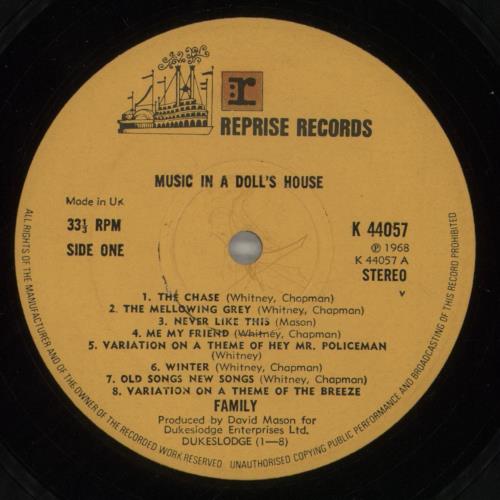 r
REPRISE RECORDS
MUSIC IN A DOLL'S HOUSE
Made in UK
33⅓ RPM
SIDE ONE
K 44057
℗ 1968
K 44057 A
STEREO
v
1. THE CHASE (Whitney, Chapman)
2. THE MELLOWING GREY (Whitney, Chapman)
3. NEVER LIKE THIS (Mason)
4. ME MY FRIEND (Whitney, Chapman)
5. VARIATION ON A THEME OF HEY MR. POLICEMAN
(Whitney)
6. WINTER (Whitney, Chapman)
7. OLD SONGS NEW SONGS (Whitney, Chapman)
8. VARIATION ON A THEME OF THE BREEZE
FAMILY
Produced by David Mason for
Dukeslodge Enterprises Ltd.
DUKESLODGE (1—8)
ALL RIGHTS OF THE MANUFACTURER AND OF THE OWNER OF THE RECORDED WORK RESERVED UNAUTHORISED COPYING PUBLIC PERFORMANCE AND BROADCASTING OF THIS RECORD PROHIBITED